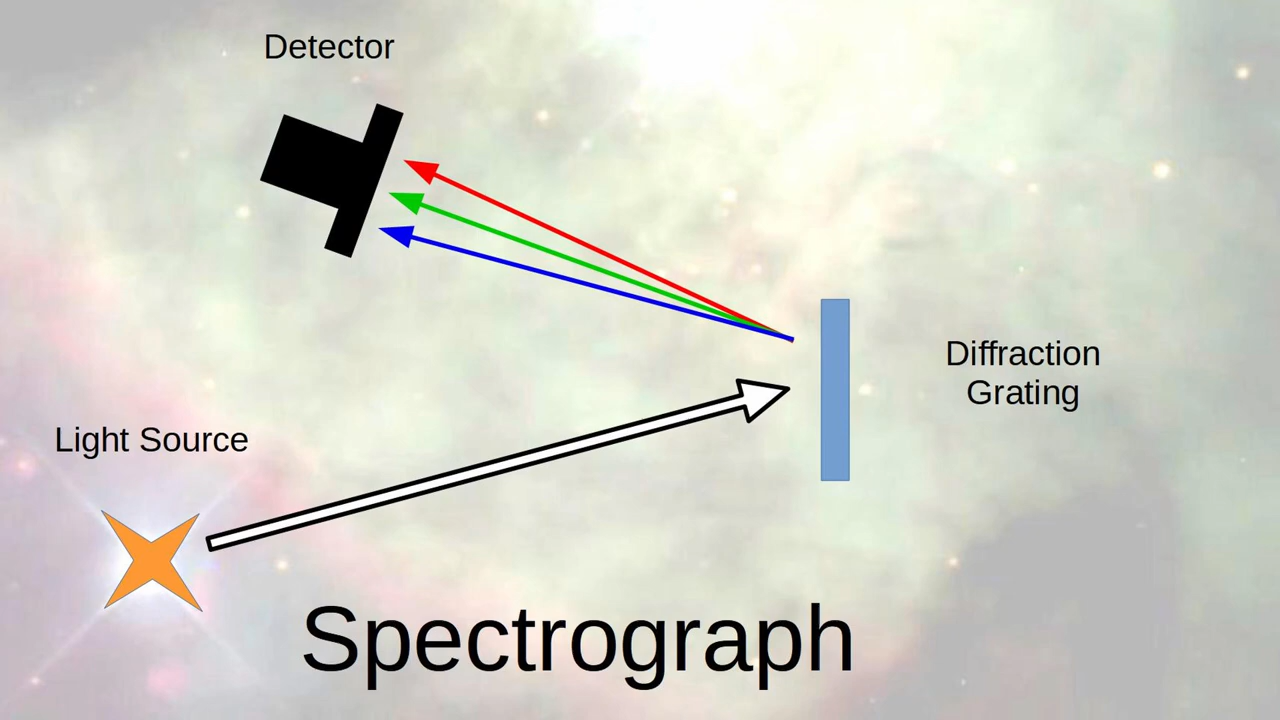 Detector
Diffraction
Grating
Light Source
Spectrograph